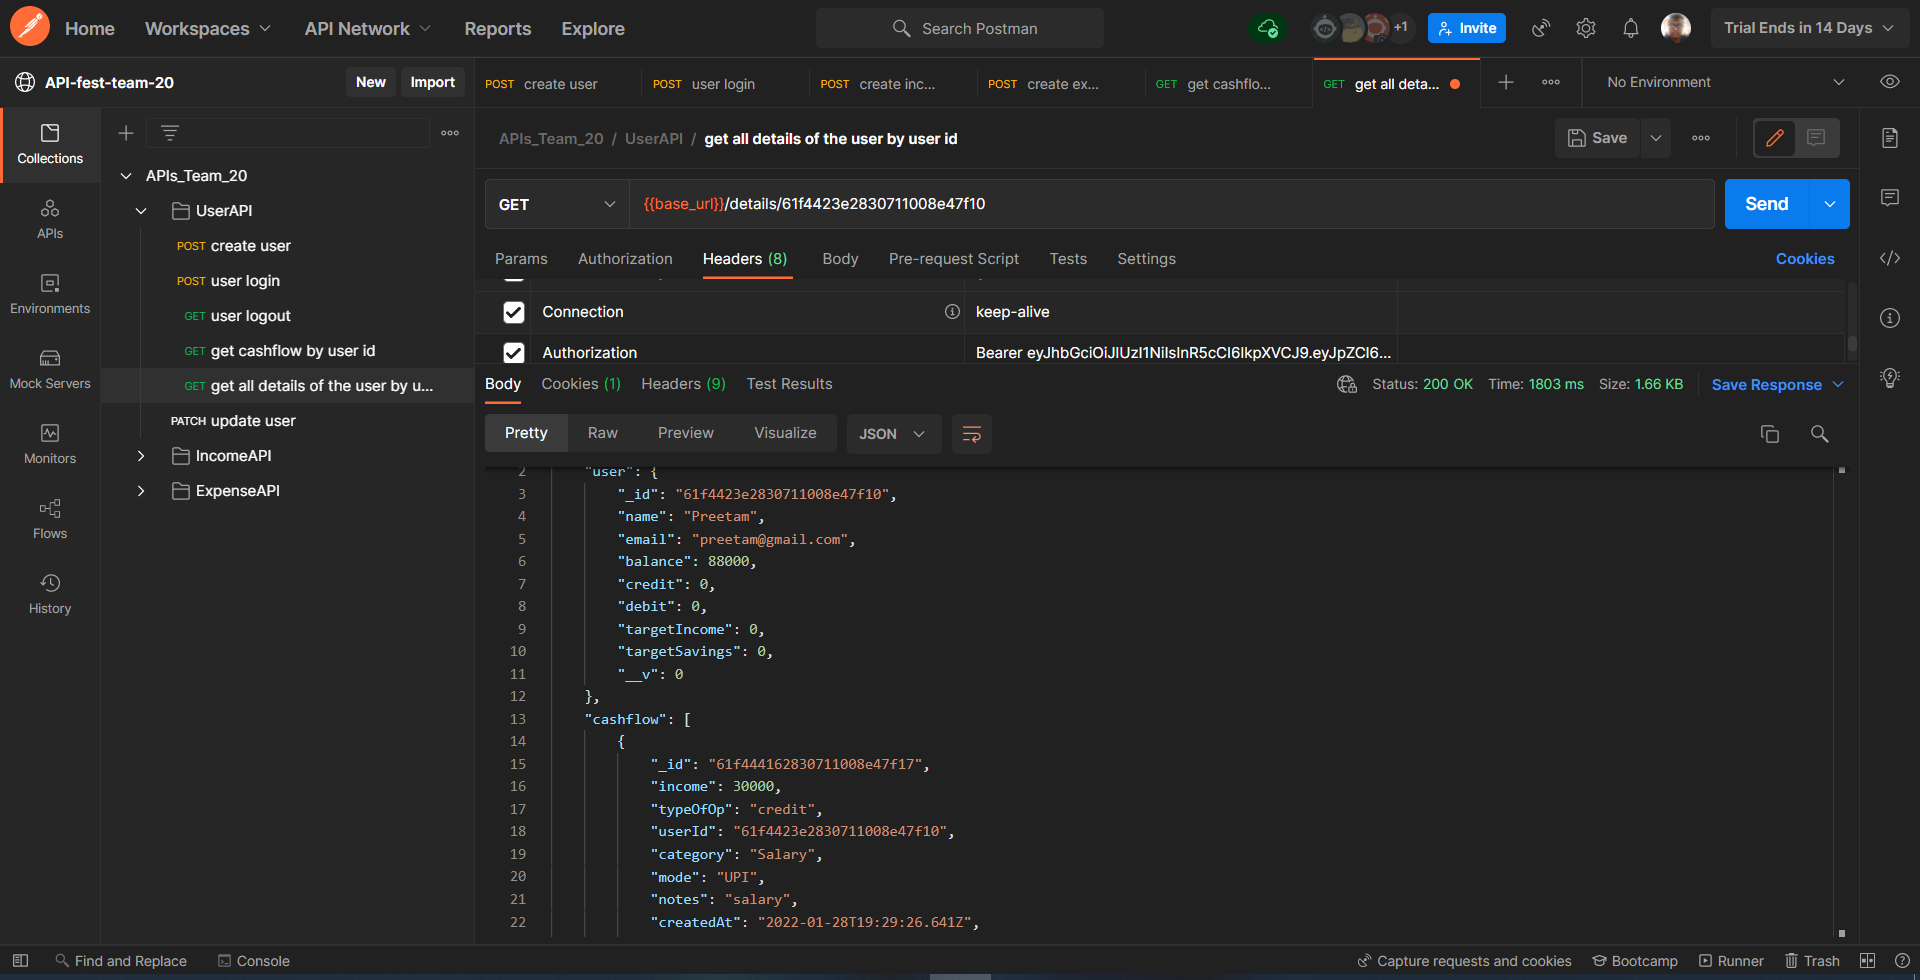 Home Workspaces API Network Reports Explore Search Postman +1 Invite Trial Ends in 14 Days
API-fest-team-20 New Import POST create user POST user login POST create inc... POST create ex... GET get cashflo... GET get all deta... No Environment
Collections
APIs
Environments
Mock Servers
Monitors
Flows
History
APIs_Team_20
UserAPI
POST create user
POST user login
GET user logout
GET get cashflow by user id
GET get all details of the user by u...
PATCH update user
IncomeAPI
ExpenseAPI
APIs_Team_20 / UserAPI / get all details of the user by user id Save
GET {{base_url}}/details/61f4423e2830711008e47f10 Send
Params Authorization Headers (8) Body Pre-request Script Tests Settings Cookies
Connection keep-alive
Authorization Bearer eyJhbGciOiJIUzI1NiIsInR5cCI6IkpXVCJ9.eyJpZCI6...
Body Cookies (1) Headers (9) Test Results Status: 200 OK Time: 1803 ms Size: 1.66 KB Save Response
Pretty Raw Preview Visualize JSON
2 "user": {
3 "_id": "61f4423e2830711008e47f10",
4 "name": "Preetam",
5 "email": "preetam@gmail.com",
6 "balance": 88000,
7 "credit": 0,
8 "debit": 0,
9 "targetIncome": 0,
10 "targetSavings": 0,
11 "__v": 0
12 },
13 "cashflow": [
14 {
15 "_id": "61f444162830711008e47f17",
16 "income": 30000,
17 "typeOfOp": "credit",
18 "userId": "61f4423e2830711008e47f10",
19 "category": "Salary",
20 "mode": "UPI",
21 "notes": "salary",
22 "createdAt": "2022-01-28T19:29:26.641Z",
Find and Replace Console Capture requests and cookies Bootcamp Runner Trash